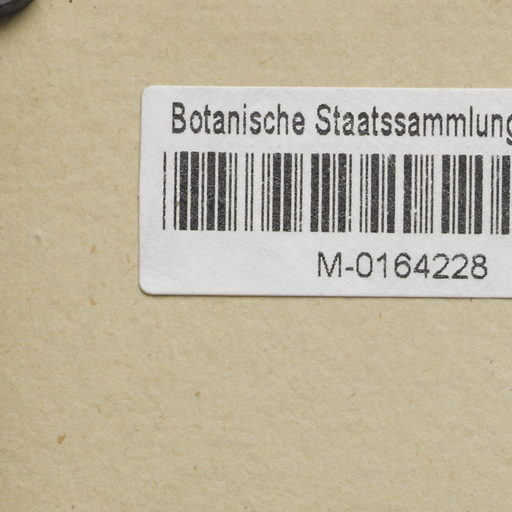 Botanische Staatssammlung
M-0164228